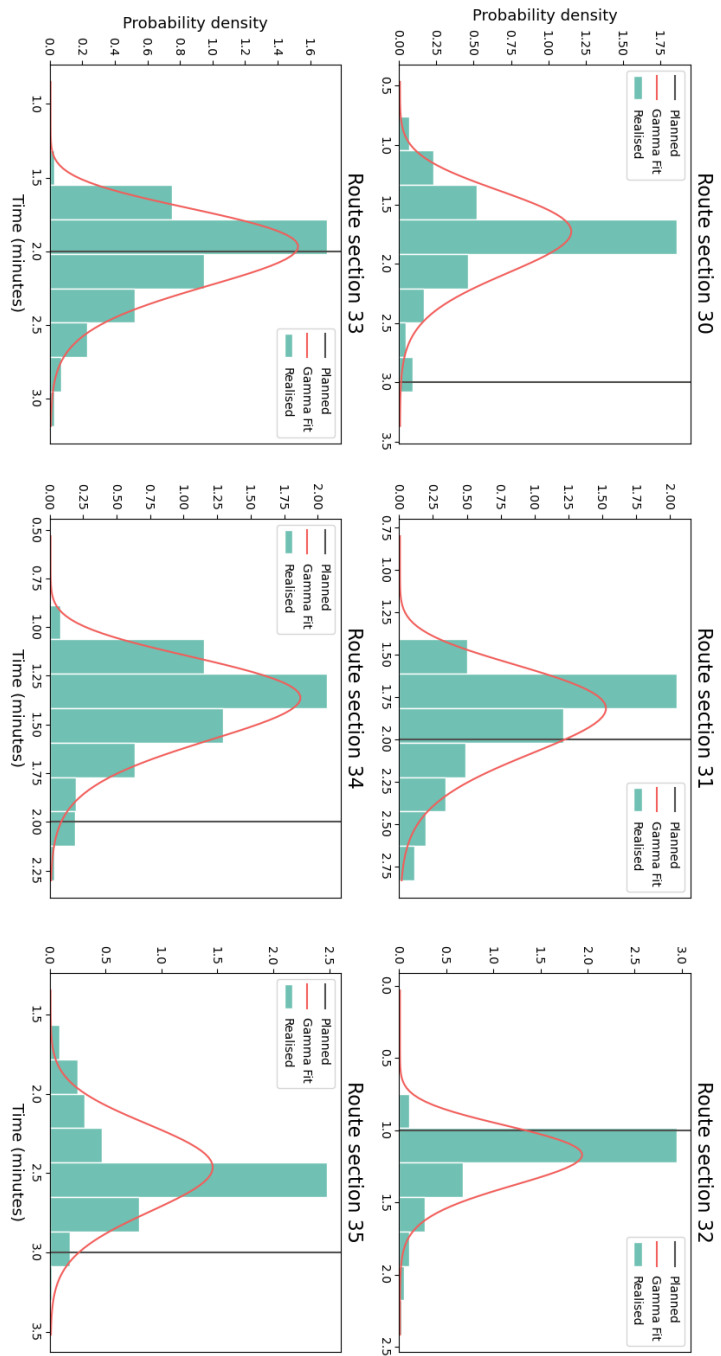 Route section 30
Probability density
1.75
1.50
1.25
1.00
0.75
0.50
0.25
0.00
Planned
Gamma Fit
Realised
0.5 1.0 1.5 2.0 2.5 3.0 3.5
Route section 31
2.00
1.75
1.50
1.25
1.00
0.75
0.50
0.25
0.00
Planned
Gamma Fit
Realised
0.75 1.00 1.25 1.50 1.75 2.00 2.25 2.50 2.75
Route section 32
3.0
2.5
2.0
1.5
1.0
0.5
0.0
Planned
Gamma Fit
Realised
0.0 0.5 1.0 1.5 2.0 2.5
Route section 33
Probability density
1.6
1.4
1.2
1.0
0.8
0.6
0.4
0.2
0.0
Planned
Gamma Fit
Realised
1.0 1.5 2.0 2.5 3.0
Time (minutes)
Route section 34
2.00
1.75
1.50
1.25
1.00
0.75
0.50
0.25
0.00
Planned
Gamma Fit
Realised
0.50 0.75 1.00 1.25 1.50 1.75 2.00 2.25
Time (minutes)
Route section 35
2.5
2.0
1.5
1.0
0.5
0.0
Planned
Gamma Fit
Realised
1.5 2.0 2.5 3.0 3.5
Time (minutes)